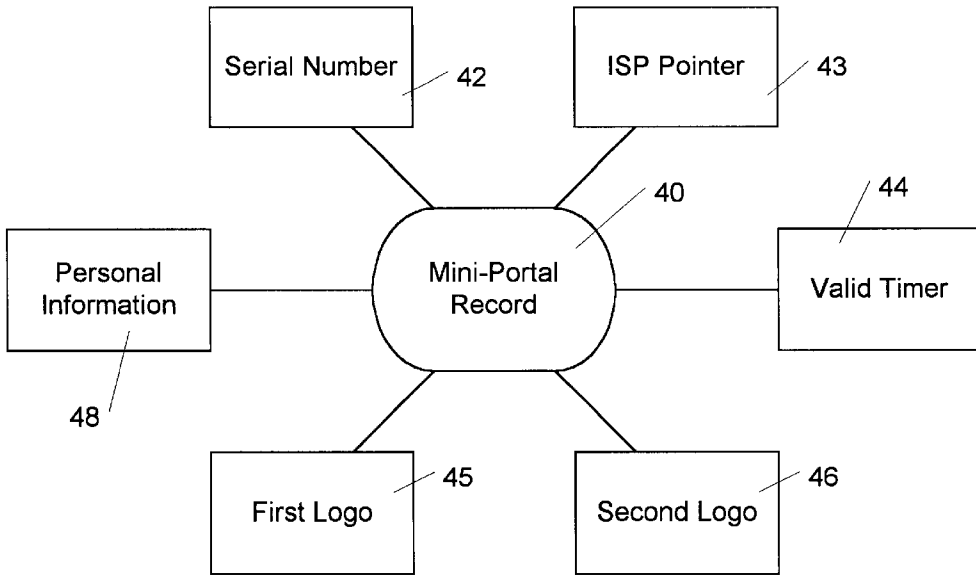 Serial Number
42
ISP Pointer
43
Personal
Information
48
Mini-Portal
Record
40
Valid Timer
44
First Logo
45
Second Logo
46